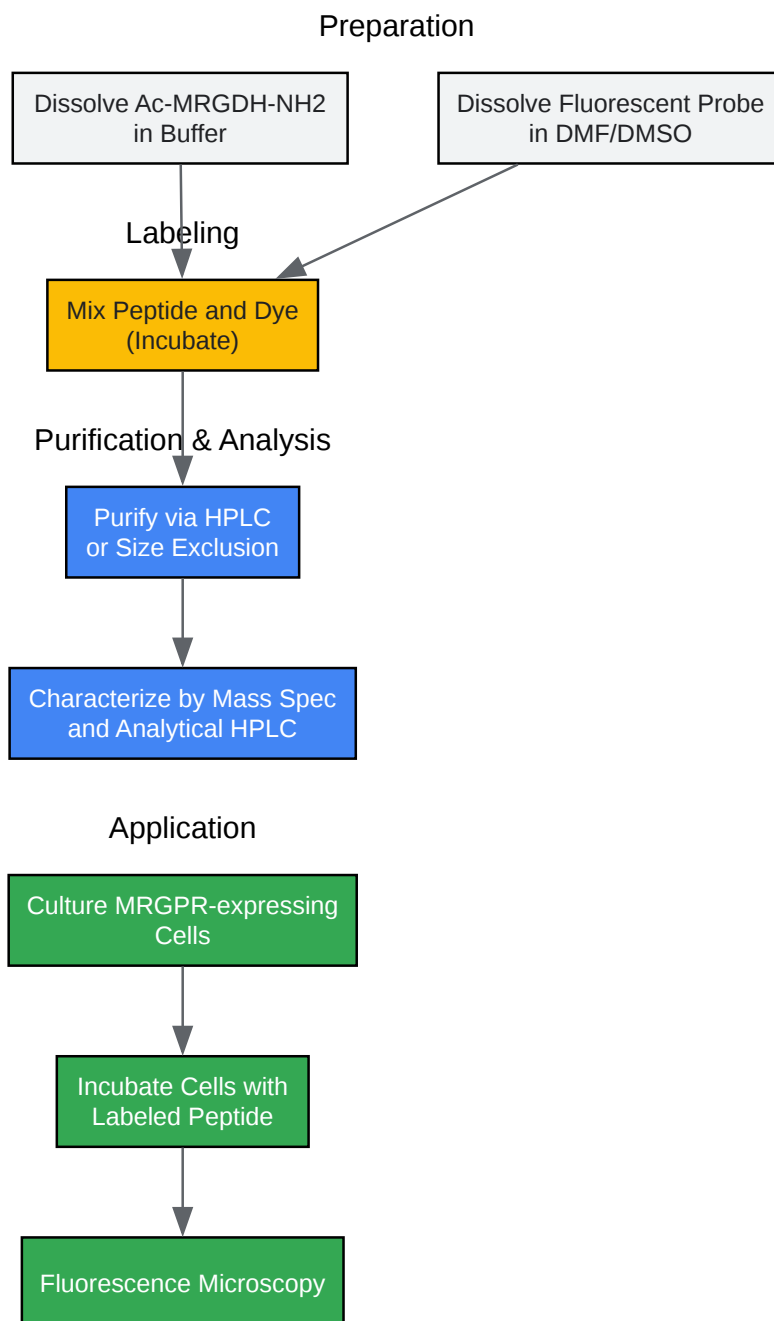 Preparation
Dissolve Ac-MRGDH-NH2
in Buffer
Dissolve Fluorescent Probe
in DMF/DMSO
Labeling
Mix Peptide and Dye
(Incubate)
Purification & Analysis
Purify via HPLC
or Size Exclusion
Characterize by Mass Spec
and Analytical HPLC
Application
Culture MRGPR-expressing
Cells
Incubate Cells with
Labeled Peptide
Fluorescence Microscopy